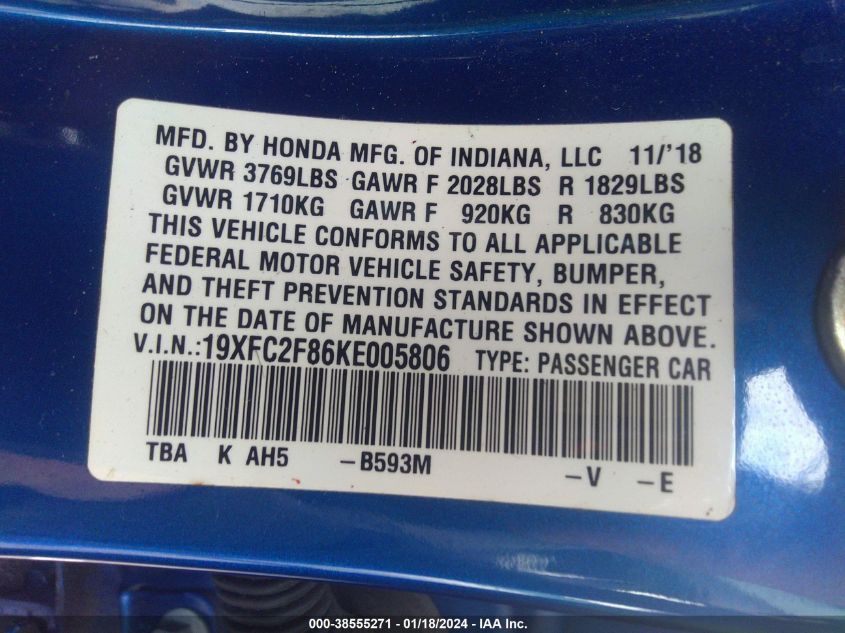 MFD. BY HONDA MFG. OF INDIANA, LLC 11/'18
GVWR 3769LBS GAWR F 2028LBS R 1829LBS
GVWR 1710KG GAWR F 920KG R 830KG
THIS VEHICLE CONFORMS TO ALL APPLICABLE
FEDERAL MOTOR VEHICLE SAFETY, BUMPER,
AND THEFT PREVENTION STANDARDS IN EFFECT
ON THE DATE OF MANUFACTURE SHOWN ABOVE.
V.I.N.:19XFC2F86KE005806 TYPE: PASSENGER CAR
TBA K AH5 -B593M -V -E
000-38555271 - 01/18/2024 - IAA Inc.